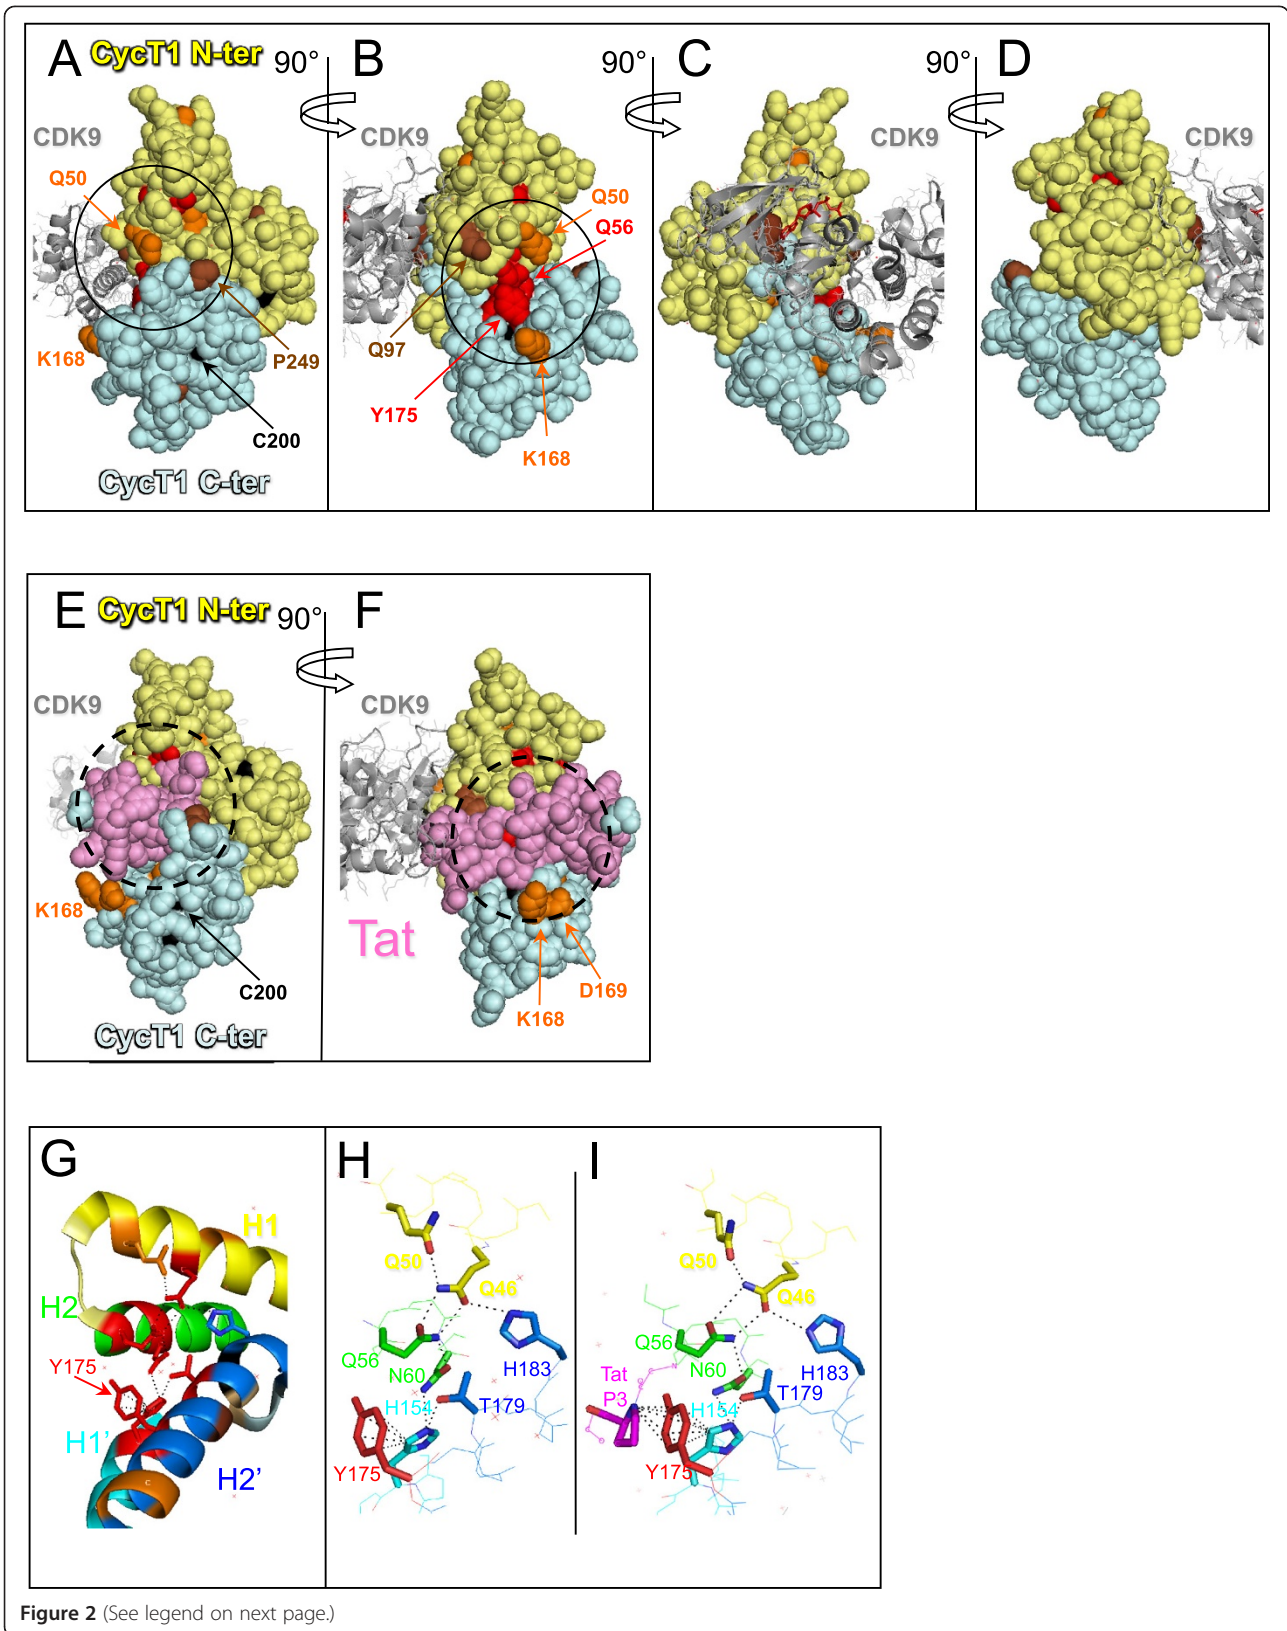 A CycT1 N-ter 90° B 90° C 90° D
CDK9 CDK9 CDK9 CDK9
Q50 Q50
Q56
K168 P249 Q97
Y175
C200
K168
CycT1 C-ter
E CycT1 N-ter 90° F
CDK9 CDK9
K168
Tat
C200 D169
K168
CycT1 C-ter
G
H1
H2
Y175
H1’
H2’
H
Q50
Q46
Q56
N60 H183
H154 T179
Y175
I
Q50
Q46
Q56
Tat N60 H183
P3 T179
H154
Y175
Figure 2 (See legend on next page.)